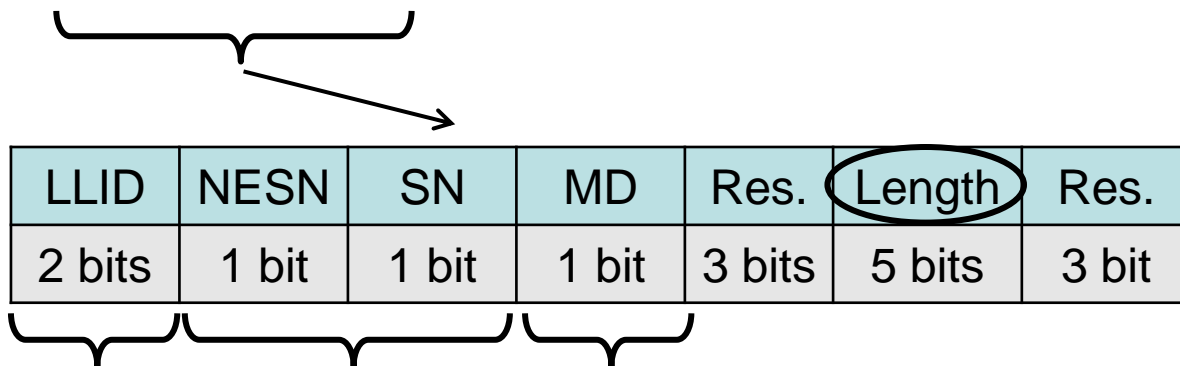 LLID NESN SN MD Res. Length Res.
2 bits 1 bit 1 bit 1 bit 3 bits 5 bits 3 bit